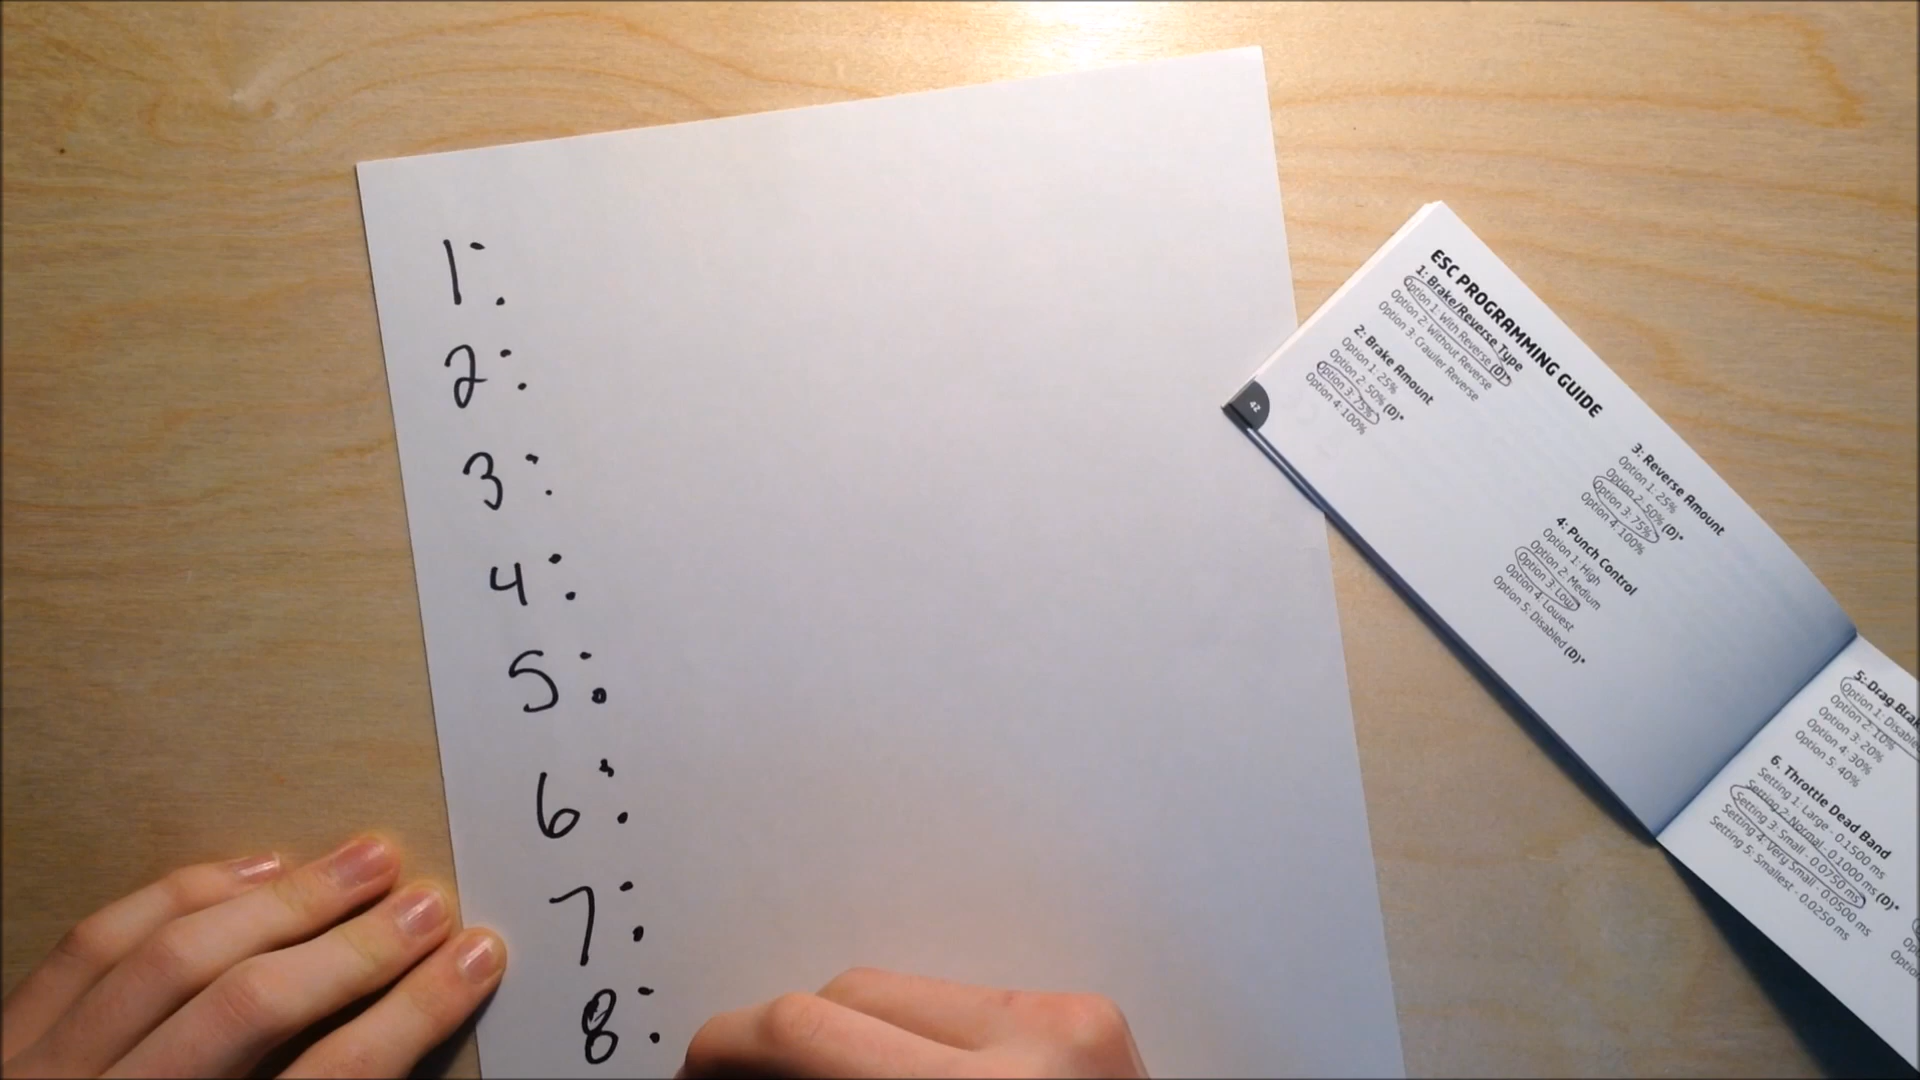 1:
2:
3:
4:
5:
6:
7:
8:
ESC PROGRAMMING GUIDE
1: Brake/Reverse Type
Option 1: With Reverse (D)*
Option 2: Without Reverse
Option 3: Crawler Reverse
2: Brake Amount
Option 1: 25%
Option 2: 50% (D)*
Option 3: 75%
Option 4: 100%
42
3: Reverse Amount
Option 1: 25%
Option 2: 50% (D)*
Option 3: 75%
Option 4: 100%
4: Punch Control
Option 1: High
Option 2: Medium
Option 3: Low
Option 4: Lowest
Option 5: Disabled (D)*
5: Drag
Option 1:
Option 2: 10%
Option 3: 20%
Option 4: 30%
Option 5: 40%
6. Throttle Dead Band
Setting 1: Large - 0.1500 ms
Setting 2: Normal - 0.1000 ms (D)*
Setting 3: Small - 0.0750 ms
Setting 4: Very Small - 0.0500 ms
Setting 5: Smallest - 0.0250 ms